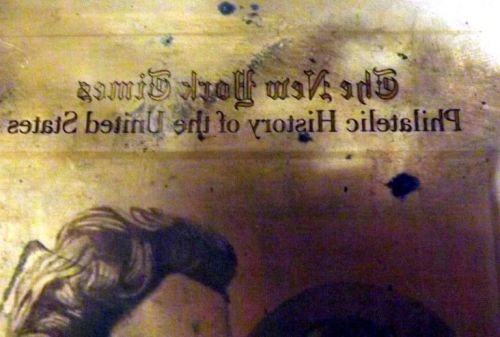 The New York Times
Philatelic History of the United States